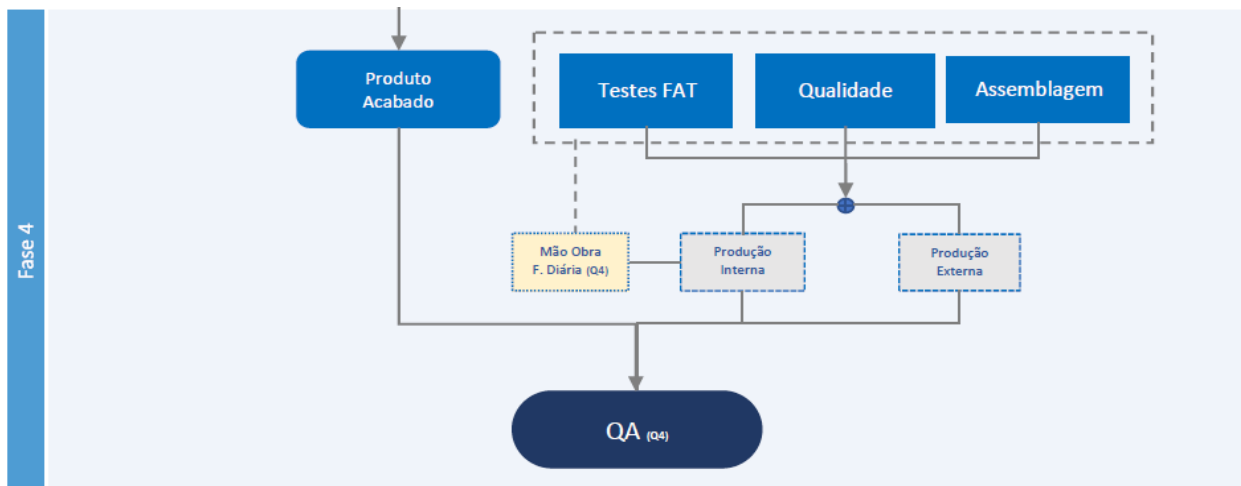 Fase 4
Produto
Acabado
Testes FAT
Qualidade
Assemblagem
Mão Obra
F. Diária (Q4)
Produção
Interna
Produção
Externa
QA (Q4)